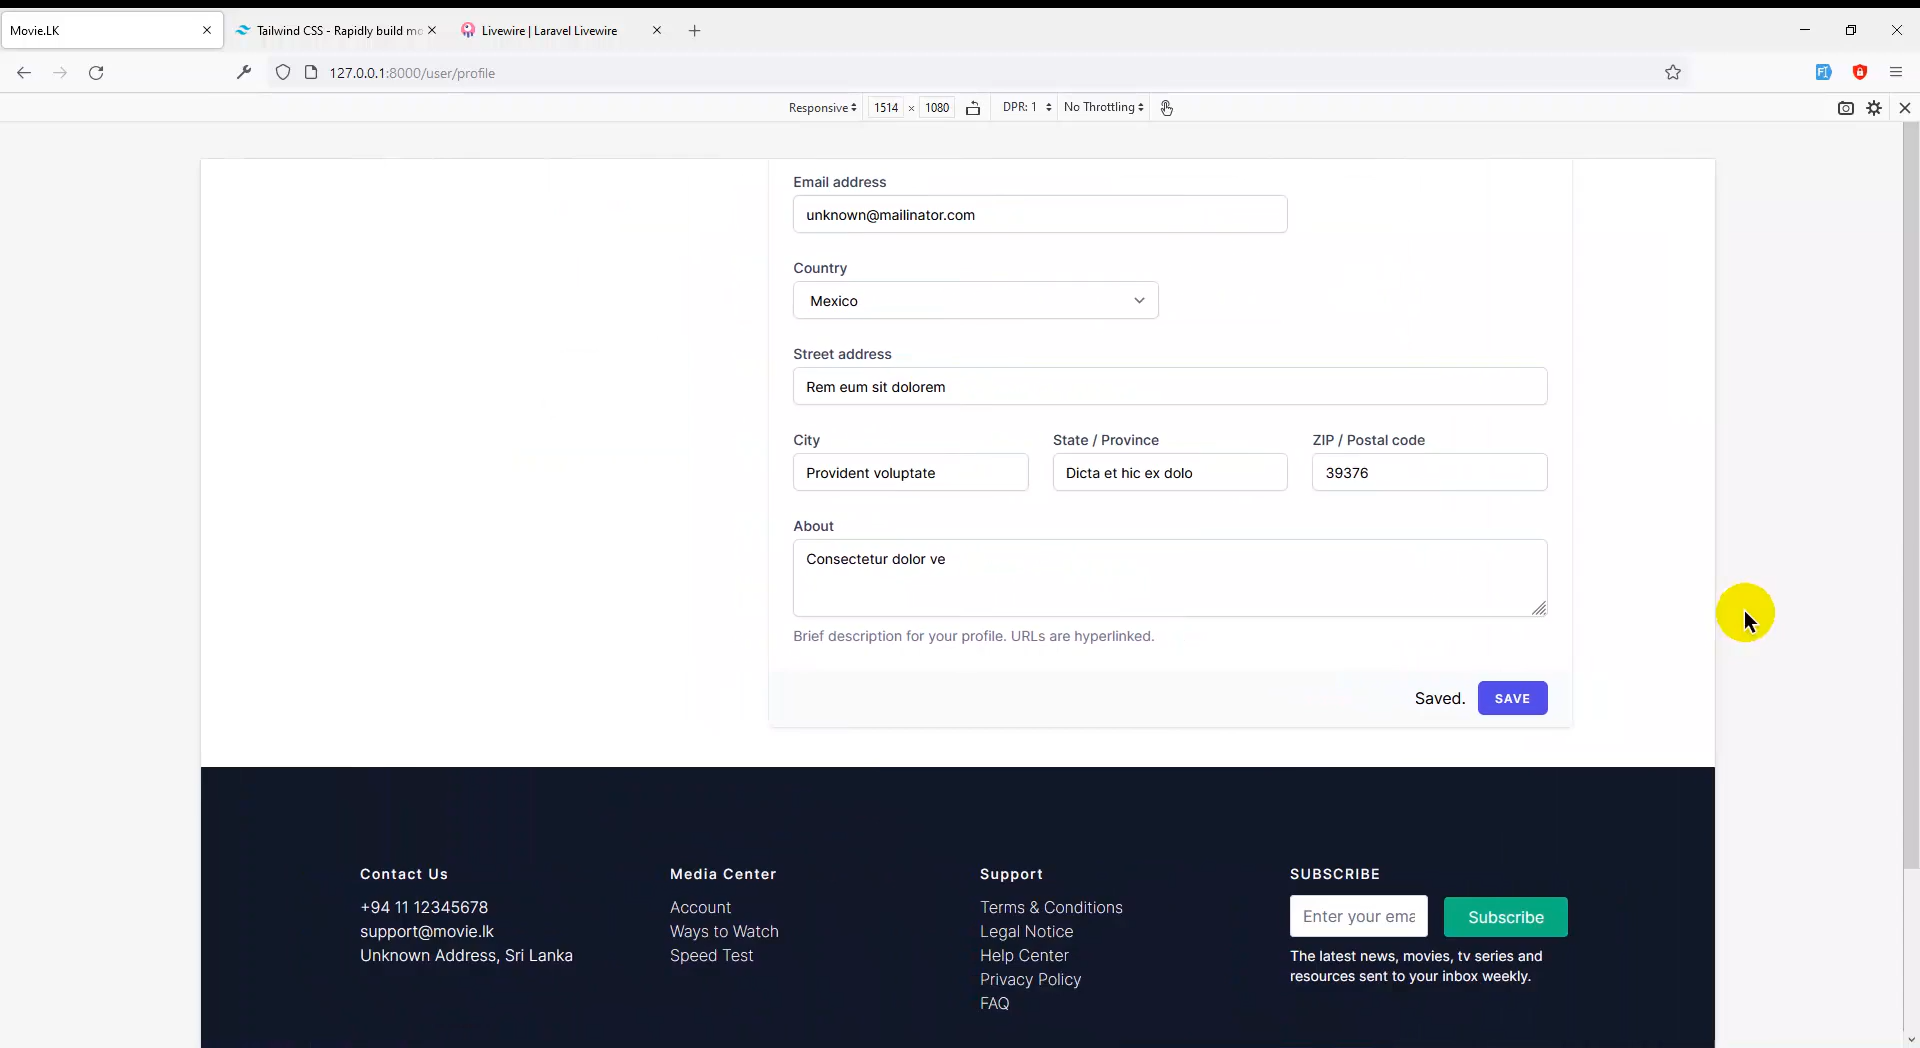 Movie.LK
Tailwind CSS - Rapidly build mo
Livewire | Laravel Livewire
127.0.0.1:8000/user/profile
Responsive 1514 × 1080 DPR: 1 No Throttling
Email address
unknown@mailinator.com
Country
Mexico
Street address
Rem eum sit dolorem
City State / Province ZIP / Postal code
Provident voluptate Dicta et hic ex dolo 39376
About
Consectetur dolor ve
Brief description for your profile. URLs are hyperlinked.
Saved. SAVE
Contact Us
+94 11 12345678
support@movie.lk
Unknown Address, Sri Lanka
Media Center
Account
Ways to Watch
Speed Test
Support
Terms & Conditions
Legal Notice
Help Center
Privacy Policy
FAQ
SUBSCRIBE
Enter your ema Subscribe
The latest news, movies, tv series and
resources sent to your inbox weekly.